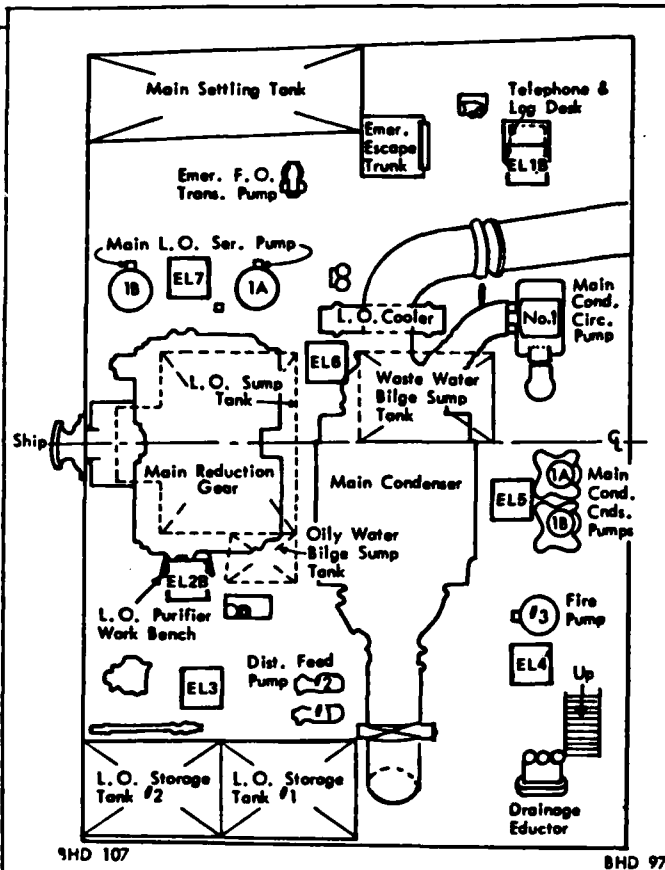 Main Settling Tank
Telephone &
Log Desk
Emer.
Escape
Trunk
EL1B
Emer. F.O.
Trans. Pump
Main L.O. Ser. Pump
1B
EL7
1A
L.O. Cooler
No.1
Main
Cond.
Circ.
Pump
EL6
L.O. Sump
Tank
Waste Water
Bilge Sump
Tank
Ship
℄
Main Reduction
Gear
Main Condenser
EL5
1A
1B
Main
Cond.
Cnds.
Pumps
Oily Water
Bilge Sump
Tank
EL2B
L.O. Purifier
Work Bench
#3
Fire
Pump
Dist. Feed
Pump
#2
#1
EL3
EL4
Up
L.O. Storage
Tank #2
L.O. Storage
Tank #1
Drainage
Eductor
BHD 107
BHD 97